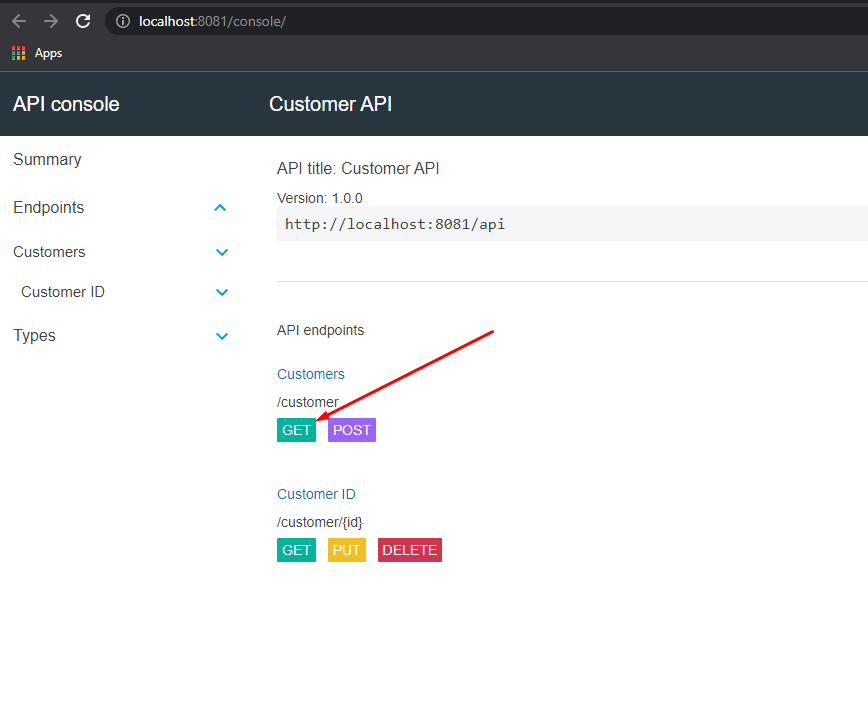 localhost:8081/console/
Apps
API console
Customer API
Summary
Endpoints
Customers
Customer ID
Types
API title: Customer API
Version: 1.0.0
http://localhost:8081/api
API endpoints
Customers
/customer
GET POST
Customer ID
/customer/{id}
GET PUT DELETE